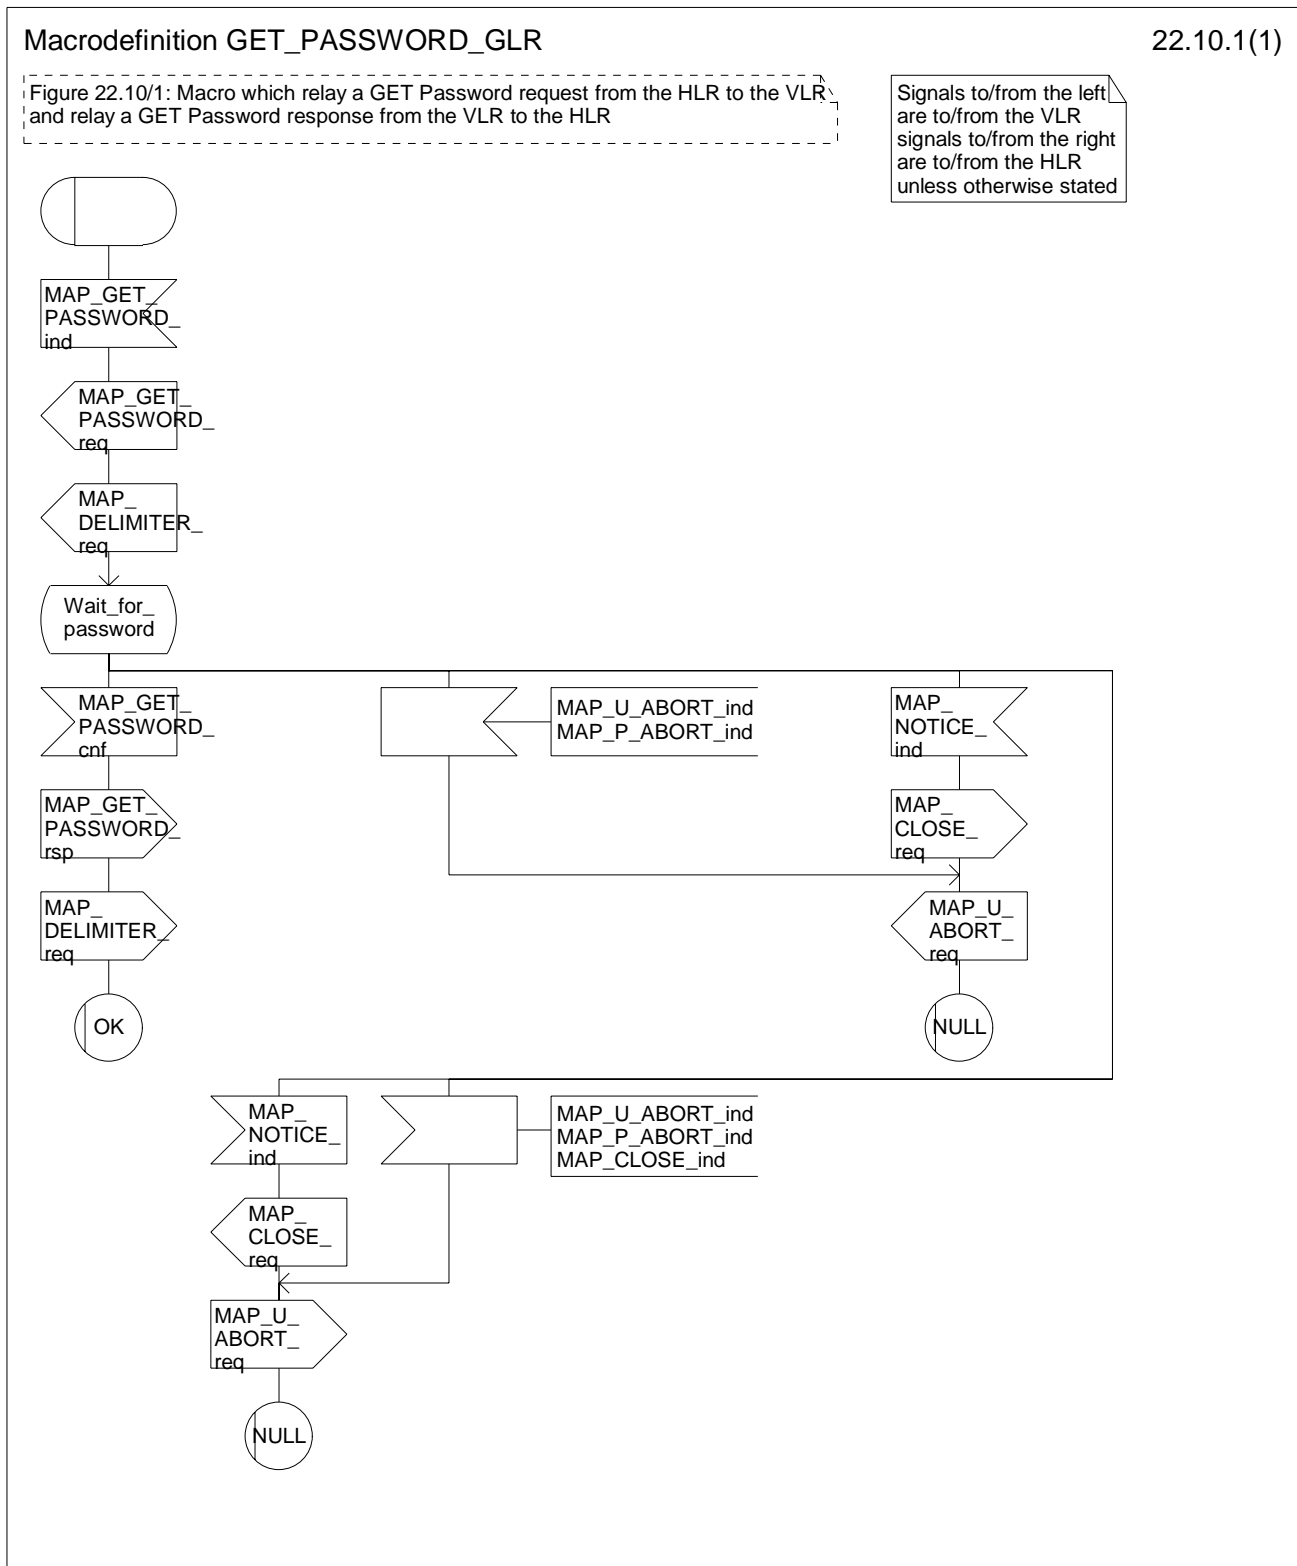 Macrodefinition GET_PASSWORD_GLR
22.10.1(1)
Figure 22.10/1: Macro which relay a GET Password request from the HLR to the VLR
and relay a GET Password response from the VLR to the HLR
Signals to/from the left
are to/from the VLR
signals to/from the right
are to/from the HLR
unless otherwise stated
MAP_GET_
PASSWORD_
ind
MAP_GET_
PASSWORD_
req
MAP_
DELIMITER_
req
Wait_for_
password
MAP_GET_
PASSWORD_
cnf
MAP_U_ABORT_ind
MAP_P_ABORT_ind
MAP_
NOTICE_
ind
MAP_GET_
PASSWORD_
rsp
MAP_
CLOSE_
req
MAP_
DELIMITER_
req
MAP_U_
ABORT_
req
OK
NULL
MAP_
NOTICE_
ind
MAP_U_ABORT_ind
MAP_P_ABORT_ind
MAP_CLOSE_ind
MAP_
CLOSE_
req
MAP_U_
ABORT_
req
NULL